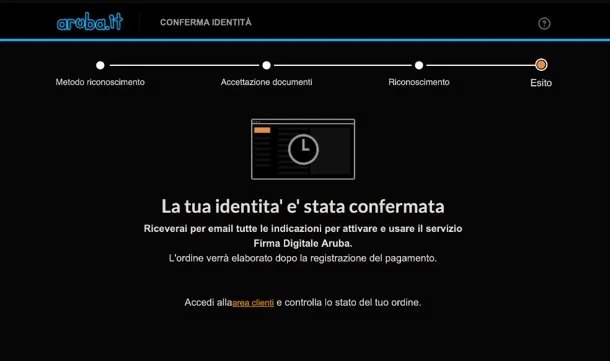 aruba.it
CONFERMA IDENTITÀ
?
Metodo riconoscimento
Accettazione documenti
Riconoscimento
Esito
La tua identita' e' stata confermata
Riceverai per email tutte le indicazioni per attivare e usare il servizio
Firma Digitale Aruba.
L'ordine verrà elaborato dopo la registrazione del pagamento.
Accedi allaarea clienti e controlla lo stato del tuo ordine.